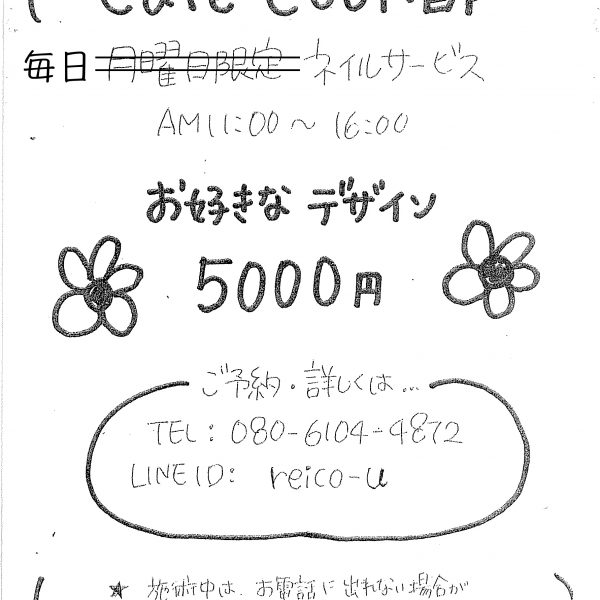 Cafe
毎日 月曜日限定 ネイルサービス
AM11:00〜16:00
お好きな デザイン
5000円
ご予約・詳しくは…
TEL: 080-6104-4872
LINE ID: reico-u
★ 施術中は、お電話に出れない場合が